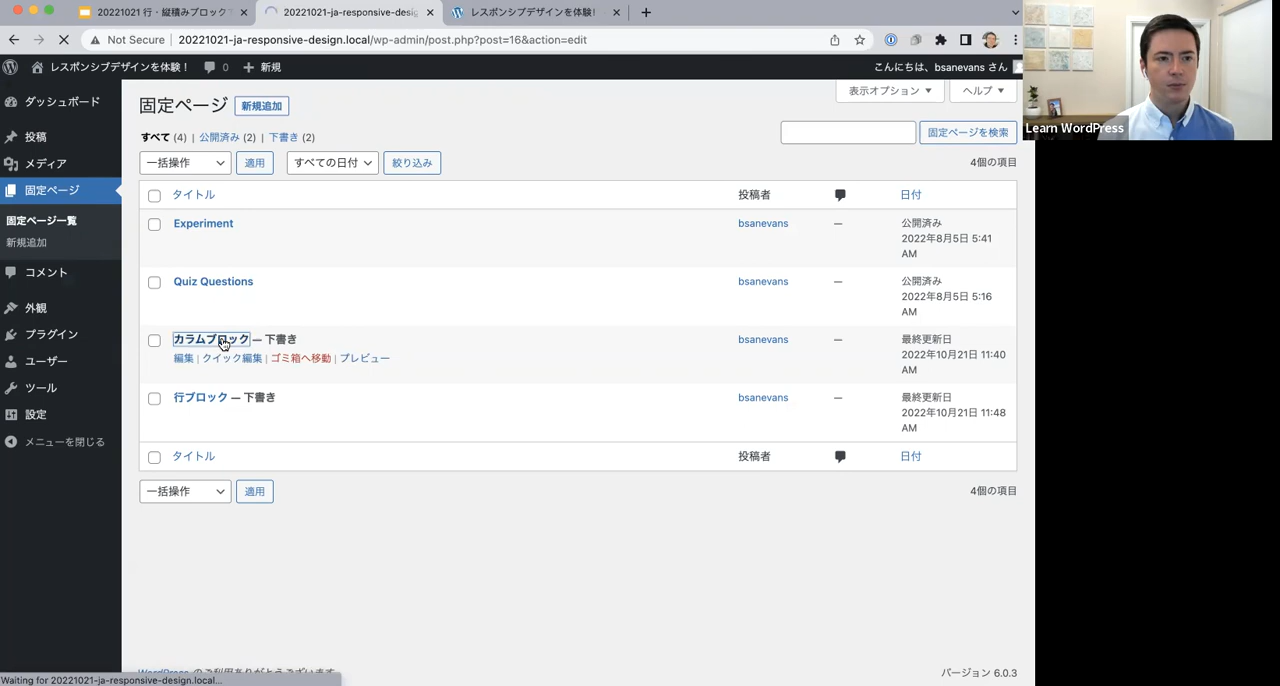 20221021 行・縦積みブロック
20221021-ja-responsive-desig
レスポンシブデザインを体験!
Not Secure
20221021-ja-responsive-design.local/wp-admin/post.php?post=16&action=edit
レスポンシブデザインを体験!
0
新規
こんにちは、bsanevans さん
ダッシュボード
投稿
メディア
固定ページ
固定ページ一覧
新規追加
コメント
外観
プラグイン
ユーザー
ツール
設定
メニューを閉じる
固定ページ
新規追加
表示オプション
ヘルプ
すべて (4) | 公開済み (2) | 下書き (2)
固定ページを検索
一括操作
適用
すべての日付
絞り込み
4個の項目
タイトル
投稿者
日付
Experiment
bsanevans
—
公開済み
2022年8月5日 5:41
AM
Quiz Questions
bsanevans
—
公開済み
2022年8月5日 5:16
AM
カラムブロック — 下書き
編集 | クイック編集 | ゴミ箱へ移動 | プレビュー
bsanevans
—
最終更新日
2022年10月21日 11:40
AM
行ブロック — 下書き
bsanevans
—
最終更新日
2022年10月21日 11:48
AM
タイトル
投稿者
日付
一括操作
適用
4個の項目
WordPress のご利用ありがとうございます
バージョン 6.0.3
Waiting for 20221021-ja-responsive-design.local...
Learn WordPress